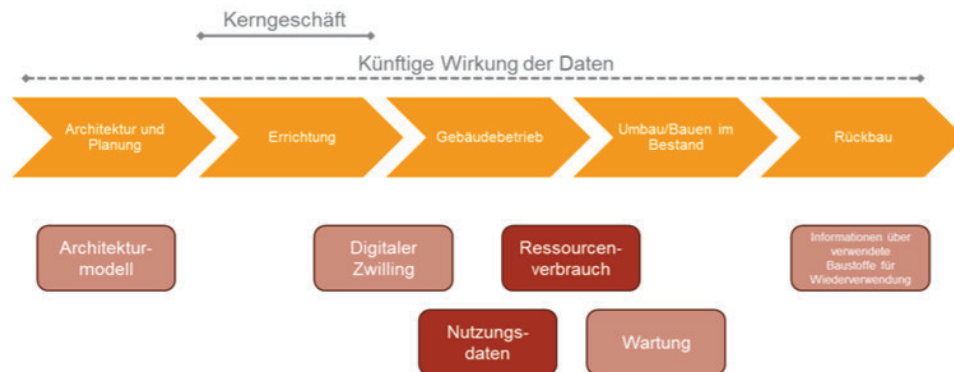 Kerngeschäft
Künftige Wirkung der Daten
Architektur und
Planung
Errichtung
Gebäudebetrieb
Umbau/Bauen im
Bestand
Rückbau
Architektur-
modell
Digitaler
Zwilling
Ressourcen-
verbrauch
Informationen über
verwendete
Baustoffe für
Wiederverwendung
Nutzungs-
daten
Wartung